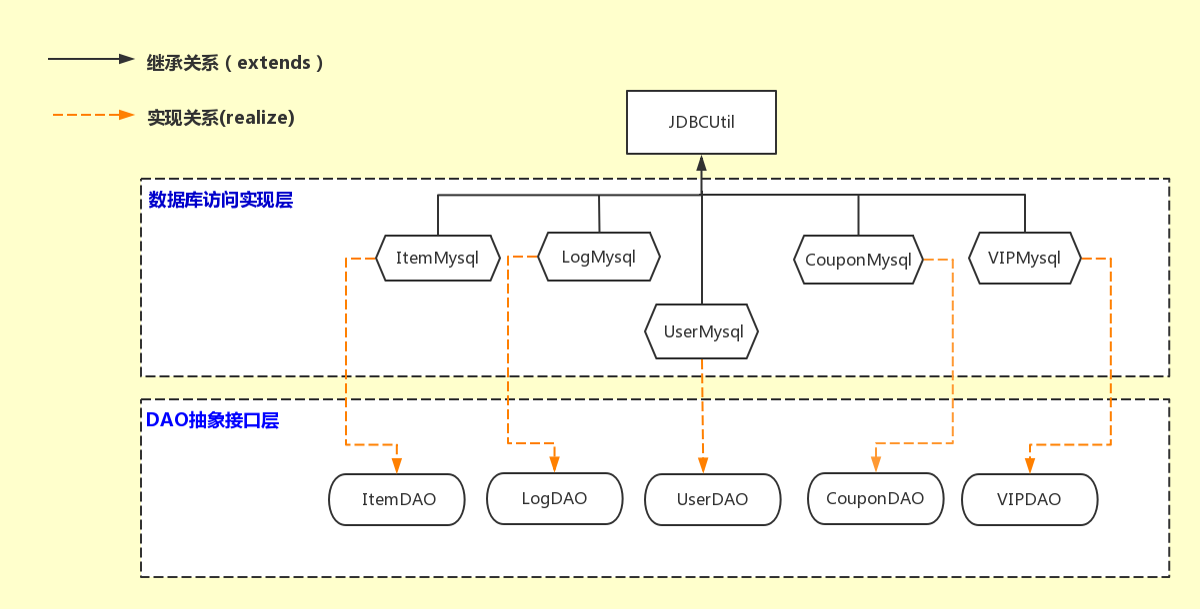 继承关系（extends）
实现关系(realize)
JDBCUtil
数据库访问实现层
ItemMysql
LogMysql
CouponMysql
VIPMysql
UserMysql
DAO抽象接口层
ItemDAO
LogDAO
UserDAO
CouponDAO
VIPDAO